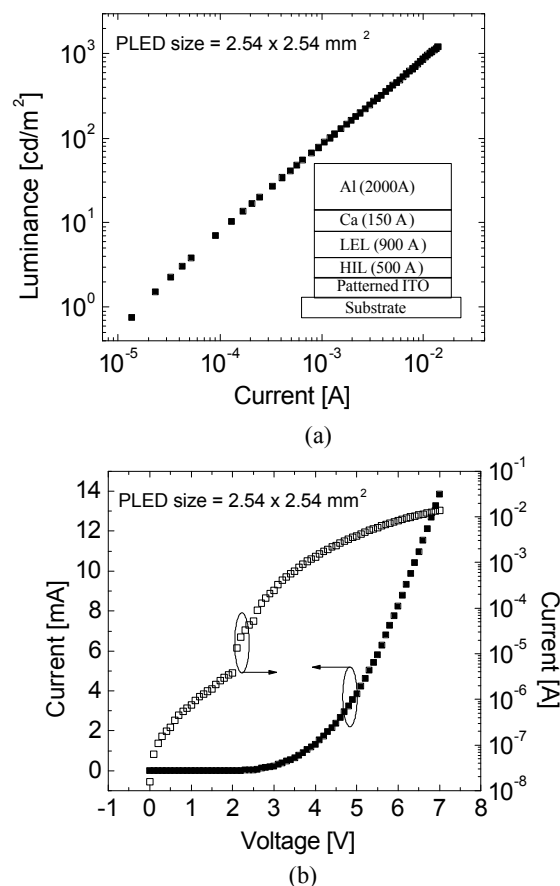 (a)
PLED size = 2.54 x 2.54 mm²
Luminance [cd/m²]
10³
10²
10¹
10⁰
Al (2000A)
Ca (150 A)
LEL (900 A)
HIL (500 A)
Patterned ITO
Substrate
10⁻⁵ 10⁻⁴ 10⁻³ 10⁻²
Current [A]
(a)
PLED size = 2.54 x 2.54 mm²
Current [mA]
14
12
10
8
6
4
2
0
10⁻¹
10⁻²
10⁻³
10⁻⁴
10⁻⁵
10⁻⁶
10⁻⁷
10⁻⁸
Current [A]
-1 0 1 2 3 4 5 6 7 8
Voltage [V]
(b)